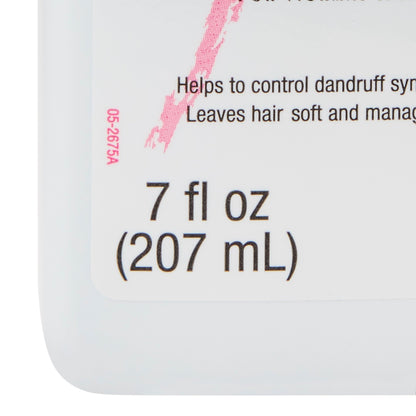 Helps to control dandruff
Leaves hair soft and
05-2675A
7 fl oz
(207 mL)